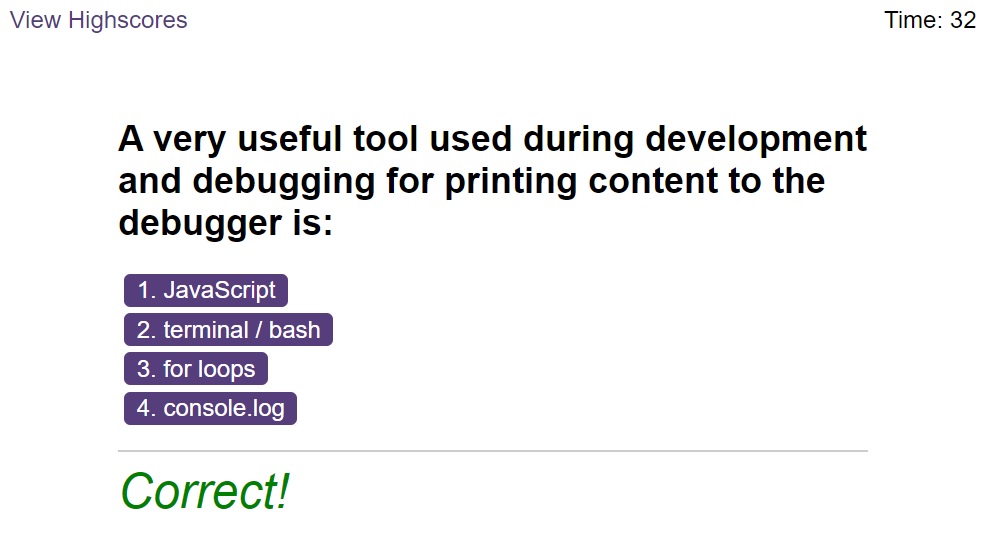 View Highscores
Time: 32
A very useful tool used during development
and debugging for printing content to the
debugger is:
1. JavaScript
2. terminal / bash
3. for loops
4. console.log
Correct!